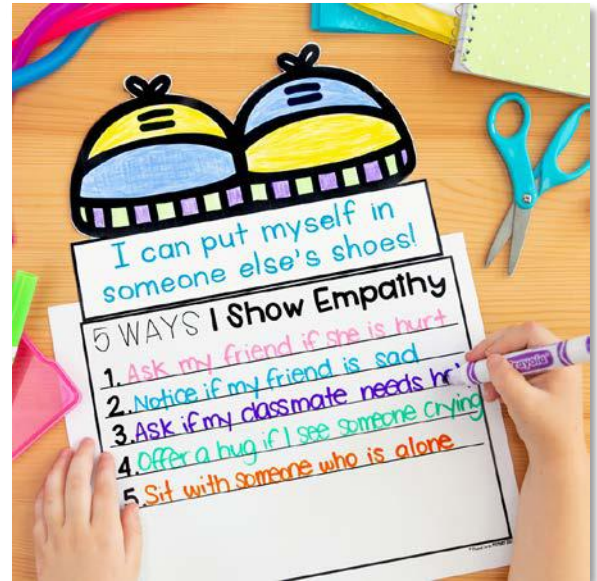 I can put myself in
someone else's shoes!
5 WAYS I Show Empathy
1. Ask my friend if she is hurt
2. Notice if my friend is sad
3. Ask if my classmate needs
4. Offer a hug if I see someone crying
5. Sit with someone who is alone
Crayola